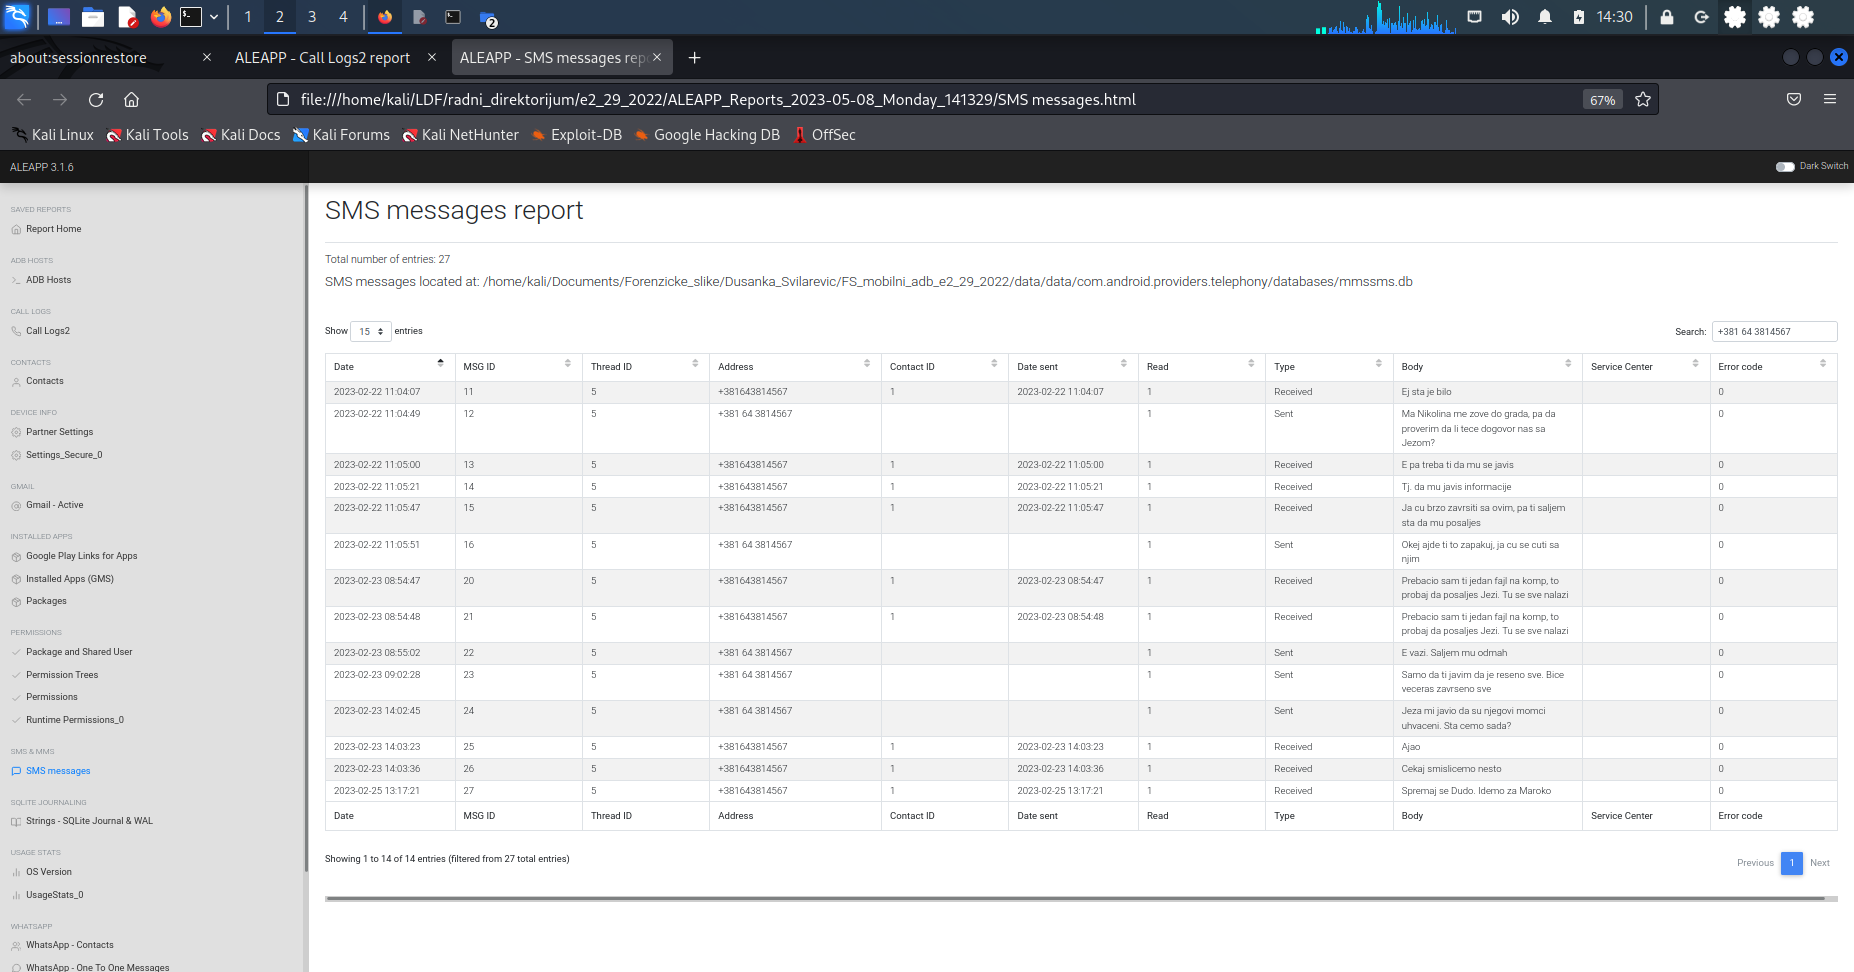 1 2 3 4 2 14:30
about:sessionrestore × ALEAPP - Call Logs2 report × ALEAPP - SMS messages repo × +
file:///home/kali/LDF/radni_direktorijum/e2_29_2022/ALEAPP_Reports_2023-05-08_Monday_141329/SMS messages.html 67%
Kali Linux Kali Tools Kali Docs Kali Forums Kali NetHunter Exploit-DB Google Hacking DB OffSec
ALEAPP 3.1.6 Dark Switch
SAVED REPORTS
Report Home
ADB HOSTS
ADB Hosts
CALL LOGS
Call Logs2
CONTACTS
Contacts
DEVICE INFO
Partner Settings
Settings_Secure_0
GMAIL
Gmail - Active
INSTALLED APPS
Google Play Links for Apps
Installed Apps (GMS)
Packages
PERMISSIONS
Package and Shared User
Permission Trees
Permissions
Runtime Permissions_0
SMS & MMS
SMS messages
SQLITE JOURNALING
Strings - SQLite Journal & WAL
USAGE STATS
OS Version
UsageStats_0
WHATSAPP
WhatsApp - Contacts
WhatsApp - One To One Messages
SMS messages report
Total number of entries: 27
SMS messages located at: /home/kali/Documents/Forenzicke_slike/Dusanka_Svilarevic/FS_mobilni_adb_e2_29_2022/data/data/com.android.providers.telephony/databases/mmssms.db
Show 15 entries Search: +381 64 3814567
Date MSG ID Thread ID Address Contact ID Date sent Read Type Body Service Center Error code
2023-02-22 11:04:07 11 5 +381643814567 1 2023-02-22 11:04:07 1 Received Ej sta je bilo 0
2023-02-22 11:04:49 12 5 +381 64 3814567 1 Sent Ma Nikolina me zove do grada, pa da 0
proverim da li tece dogovor nas sa
Jezom?
2023-02-22 11:05:00 13 5 +381643814567 1 2023-02-22 11:05:00 1 Received E pa treba ti da mu se javis 0
2023-02-22 11:05:21 14 5 +381643814567 1 2023-02-22 11:05:21 1 Received Tj. da mu javis informacije 0
2023-02-22 11:05:47 15 5 +381643814567 1 2023-02-22 11:05:47 1 Received Ja cu brzo zavrsiti sa ovim, pa ti saljem 0
sta da mu posaljes
2023-02-22 11:05:51 16 5 +381 64 3814567 1 Sent Okej ajde ti to zapakuj, ja cu se cuti sa 0
njim
2023-02-23 08:54:47 20 5 +381643814567 1 2023-02-23 08:54:47 1 Received Prebacio sam ti jedan fajl na komp, to 0
probaj da posaljes Jezi. Tu se sve nalazi
2023-02-23 08:54:48 21 5 +381643814567 1 2023-02-23 08:54:48 1 Received Prebacio sam ti jedan fajl na komp, to 0
probaj da posaljes Jezi. Tu se sve nalazi
2023-02-23 08:55:02 22 5 +381 64 3814567 1 Sent E vazi. Saljem mu odmah 0
2023-02-23 09:02:28 23 5 +381 64 3814567 1 Sent Samo da ti javim da je reseno sve. Bice 0
veceras zavrseno sve
2023-02-23 14:02:45 24 5 +381 64 3814567 1 Sent Jeza mi javio da su njegovi momci 0
uhvaceni. Sta cemo sada?
2023-02-23 14:03:23 25 5 +381643814567 1 2023-02-23 14:03:23 1 Received Ajao 0
2023-02-23 14:03:36 26 5 +381643814567 1 2023-02-23 14:03:36 1 Received Cekaj smislicemo nesto 0
2023-02-25 13:17:21 27 5 +381643814567 1 2023-02-25 13:17:21 1 Received Spremaj se Dudo. Idemo za Maroko 0
Date MSG ID Thread ID Address Contact ID Date sent Read Type Body Service Center Error code
Showing 1 to 14 of 14 entries (filtered from 27 total entries) Previous 1 Next